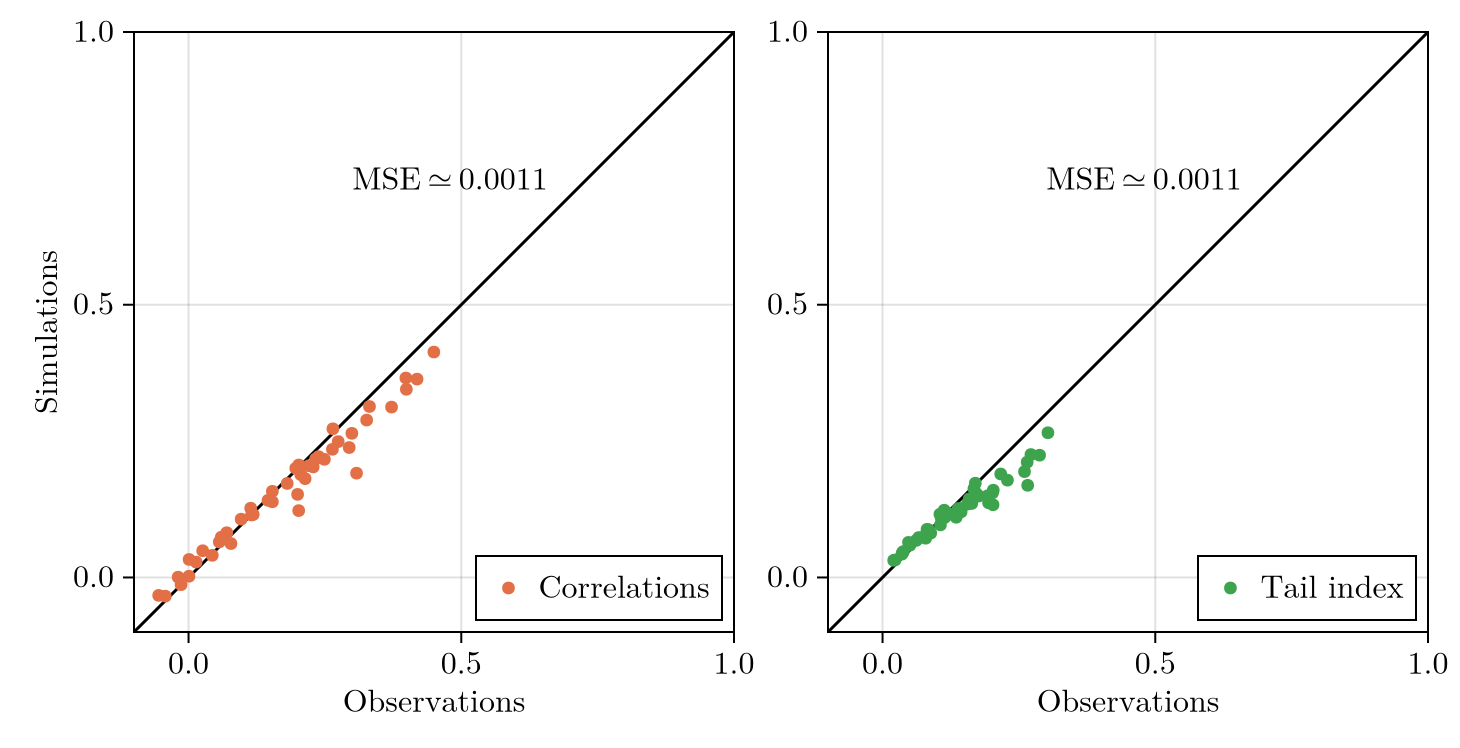 1.0
0.5
0.0
Simulations
MSE ≃ 0.0011
Correlations
0.0 0.5 1.0
Observations
1.0
0.5
0.0
MSE ≃ 0.0011
Tail index
0.0 0.5 1.0
Observations